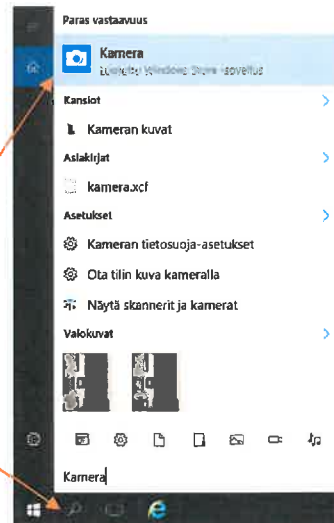 Paras vastaavuus
Kamera
Windows Store -sovellus
Kansiot
Kameran kuvat
Asiakirjat
kamera.xcf
Asetukset
Kameran tietosuoja-asetukset
Ota tilin kuva kameralla
Näytä skannerit ja kamerat
Valokuvat
Kamera